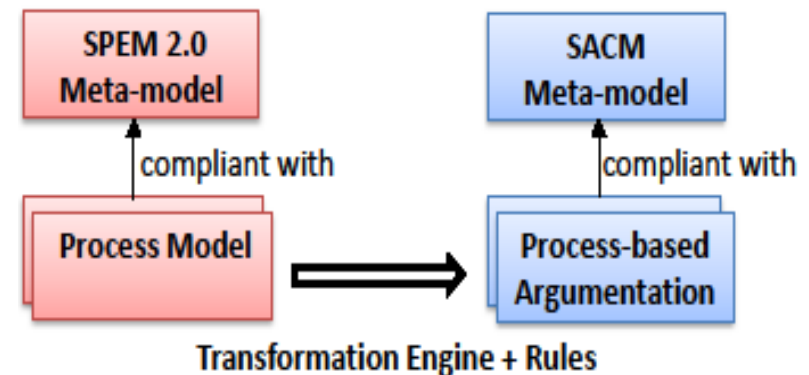 SPEM 2.0
Meta-model
SACM
Meta-model
compliant with
compliant with
Process Model
Process-based
Argumentation
Transformation Engine + Rules